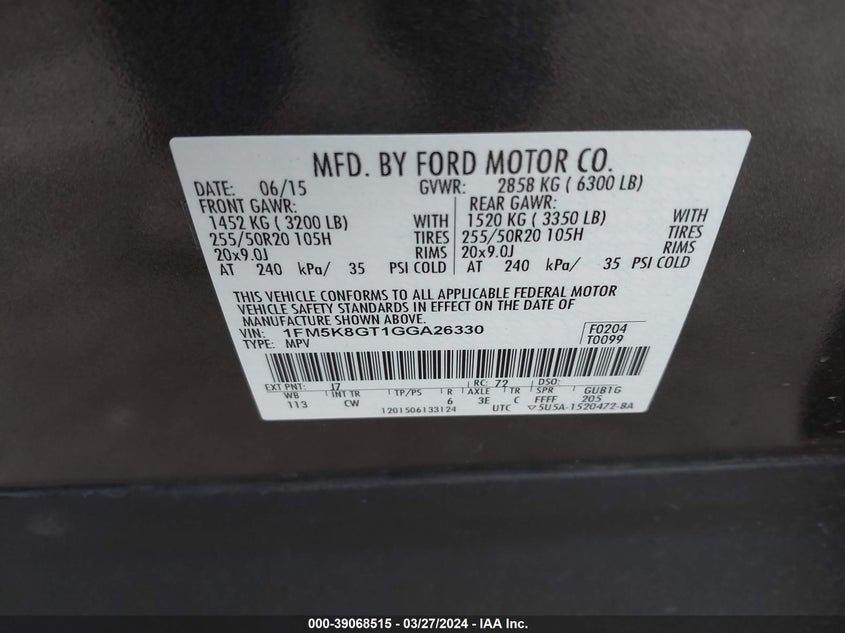 MFD. BY FORD MOTOR CO.
DATE: 06/15 GVWR: 2858 KG ( 6300 LB)
FRONT GAWR: REAR GAWR:
1452 KG ( 3200 LB) WITH 1520 KG ( 3350 LB) WITH
255/50R20 105H TIRES 255/50R20 105H TIRES
20x9.0J RIMS 20x9.0J RIMS
AT 240 kPa/ 35 PSI COLD AT 240 kPa/ 35 PSI COLD
THIS VEHICLE CONFORMS TO ALL APPLICABLE FEDERAL MOTOR
VEHICLE SAFETY STANDARDS IN EFFECT ON THE DATE OF
MANUFACTURE SHOWN ABOVE.
VIN: 1FM5K8GT1GGA26330 F0204
TYPE: MPV T0099
EXT PNT: J7 RC: 72 DSO:
WB INT TR TP/PS R AXLE TR SPR GUB1G
113 CW 6 3E C FFFF 205
1201506133124 UTC ▽5U5A-1520472-BA
000-39068515 | 03/27/2024 - IAA Inc.